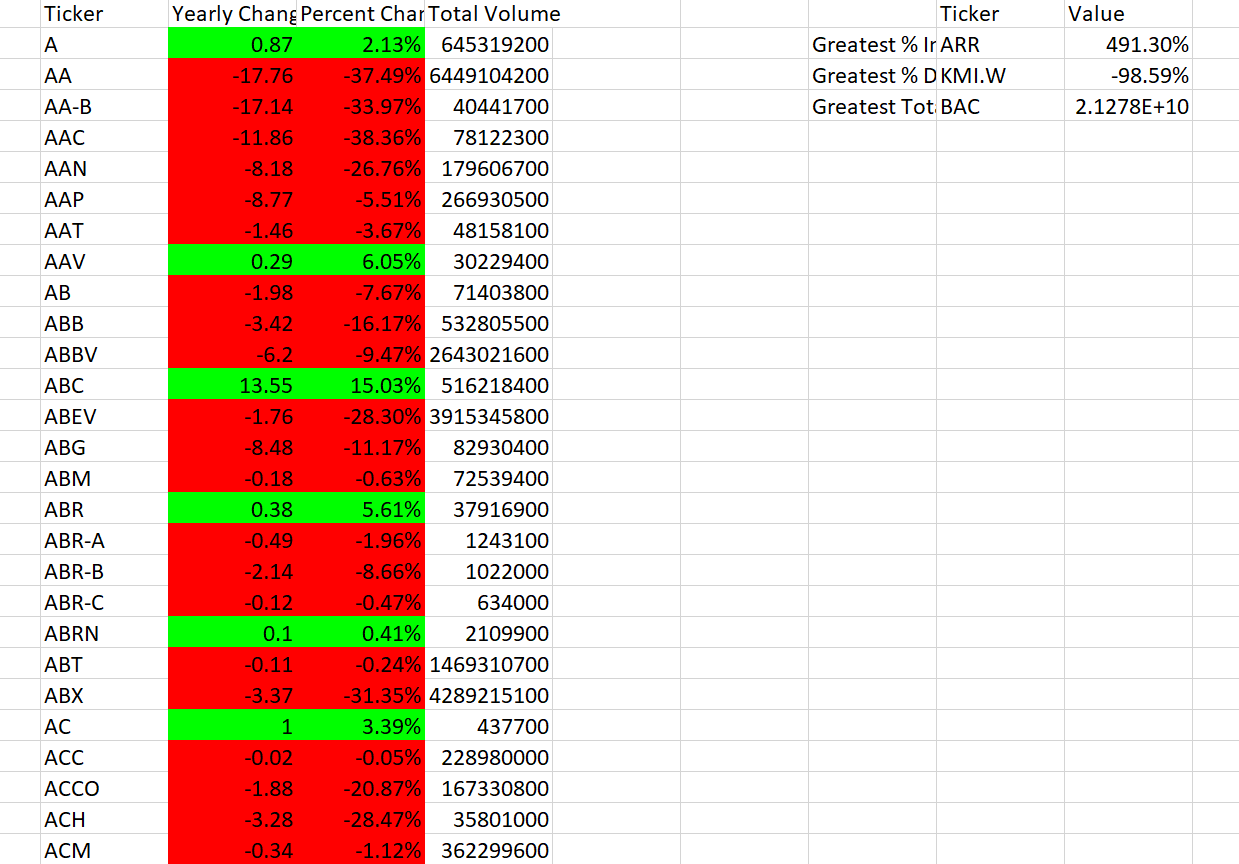 Ticker Yearly Chang Percent Char Total Volume Ticker Value
A 0.87 2.13% 645319200 Greatest % Ir ARR 491.30%
AA -17.76 -37.49% 6449104200 Greatest % D KMI.W -98.59%
AA-B -17.14 -33.97% 40441700 Greatest Tota BAC 2.1278E+10
AAC -11.86 -38.36% 78122300
AAN -8.18 -26.76% 179606700
AAP -8.77 -5.51% 266930500
AAT -1.46 -3.67% 48158100
AAV 0.29 6.05% 30229400
AB -1.98 -7.67% 71403800
ABB -3.42 -16.17% 532805500
ABBV -6.2 -9.47% 2643021600
ABC 13.55 15.03% 516218400
ABEV -1.76 -28.30% 3915345800
ABG -8.48 -11.17% 82930400
ABM -0.18 -0.63% 72539400
ABR 0.38 5.61% 37916900
ABR-A -0.49 -1.96% 1243100
ABR-B -2.14 -8.66% 1022000
ABR-C -0.12 -0.47% 634000
ABRN 0.1 0.41% 2109900
ABT -0.11 -0.24% 1469310700
ABX -3.37 -31.35% 4289215100
AC 1 3.39% 437700
ACC -0.02 -0.05% 228980000
ACCO -1.88 -20.87% 167330800
ACH -3.28 -28.47% 35801000
ACM -0.34 -1.12% 362299600